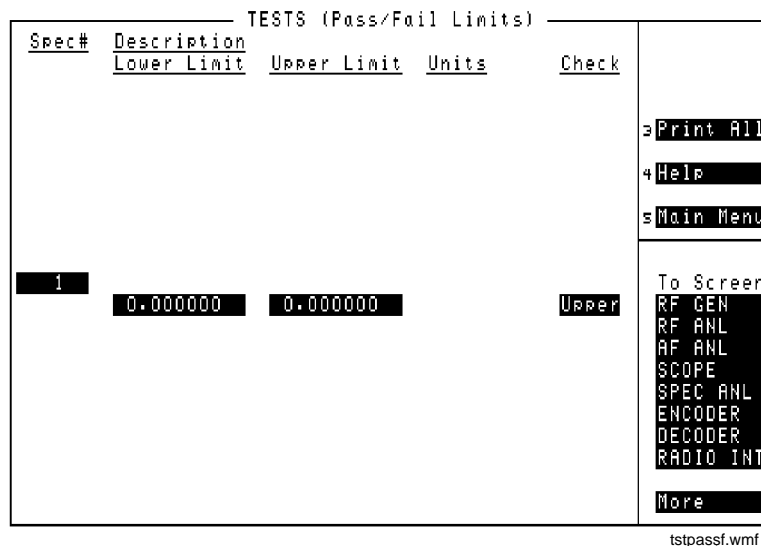 TESTS (Pass/Fail Limits)
Spec# Description
Lower Limit Upper Limit Units Check
3 Print All
4 Help
5 Main Menu
1
0.000000 0.000000 Upper
To Screen
RF GEN
RF ANL
AF ANL
SCOPE
SPEC ANL
ENCODER
DECODER
RADIO INT
More
tstpassf.wmf